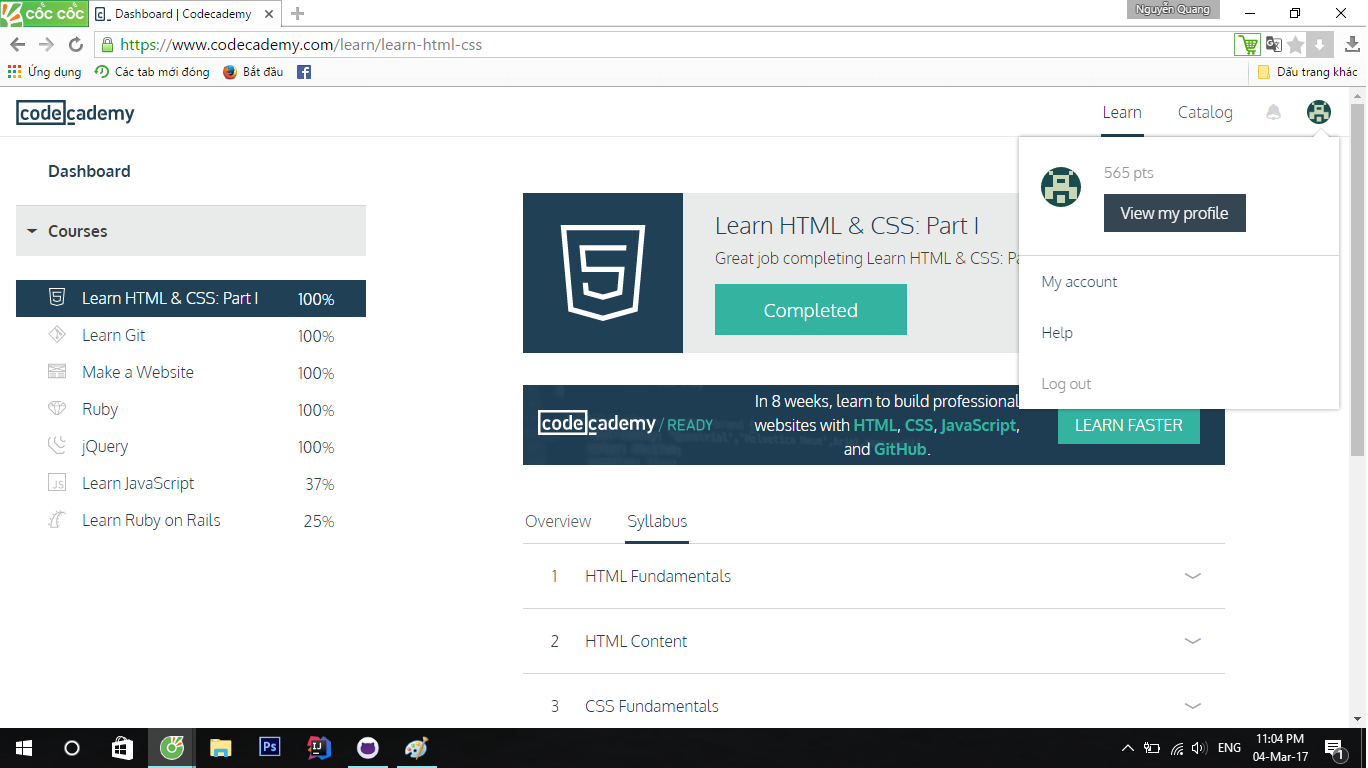 cốc cốc
Dashboard | Codecademy
Nguyễn Quang
https://www.codecademy.com/learn/learn-html-css
Ứng dụng
Các tab mới đóng
Bắt đầu
Dấu trang khác
codecademy
Learn
Catalog
Dashboard
Courses
Learn HTML & CSS: Part I 100%
Learn Git 100%
Make a Website 100%
Ruby 100%
jQuery 100%
JS Learn JavaScript 37%
Learn Ruby on Rails 25%
Learn HTML & CSS: Part I
Great job completing Learn HTML & CSS:
Completed
565 pts
View my profile
My account
Help
Log out
codecademy / READY
In 8 weeks, learn to build professional
websites with HTML, CSS, JavaScript,
and GitHub.
LEARN FASTER
Overview
Syllabus
1 HTML Fundamentals
2 HTML Content
3 CSS Fundamentals
Ps
IJ
ENG
11:04 PM
04-Mar-17
1